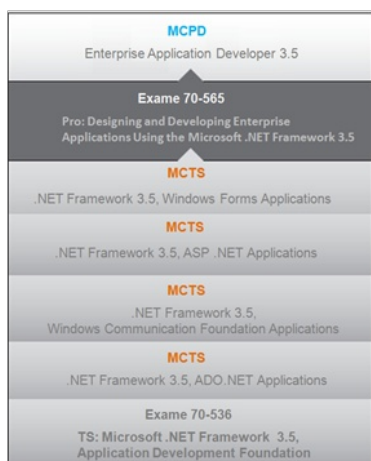 MCPD
Enterprise Application Developer 3.5
Exame 70-565
Pro: Designing and Developing Enterprise
Applications Using the Microsoft .NET Framework 3.5
MCTS
.NET Framework 3.5, Windows Forms Applications
MCTS
.NET Framework 3.5, ASP .NET Applications
MCTS
.NET Framework 3.5,
Windows Communication Foundation Applications
MCTS
.NET Framework 3.5, ADO.NET Applications
Exame 70-536
TS: Microsoft .NET Framework 3.5,
Application Development Foundation